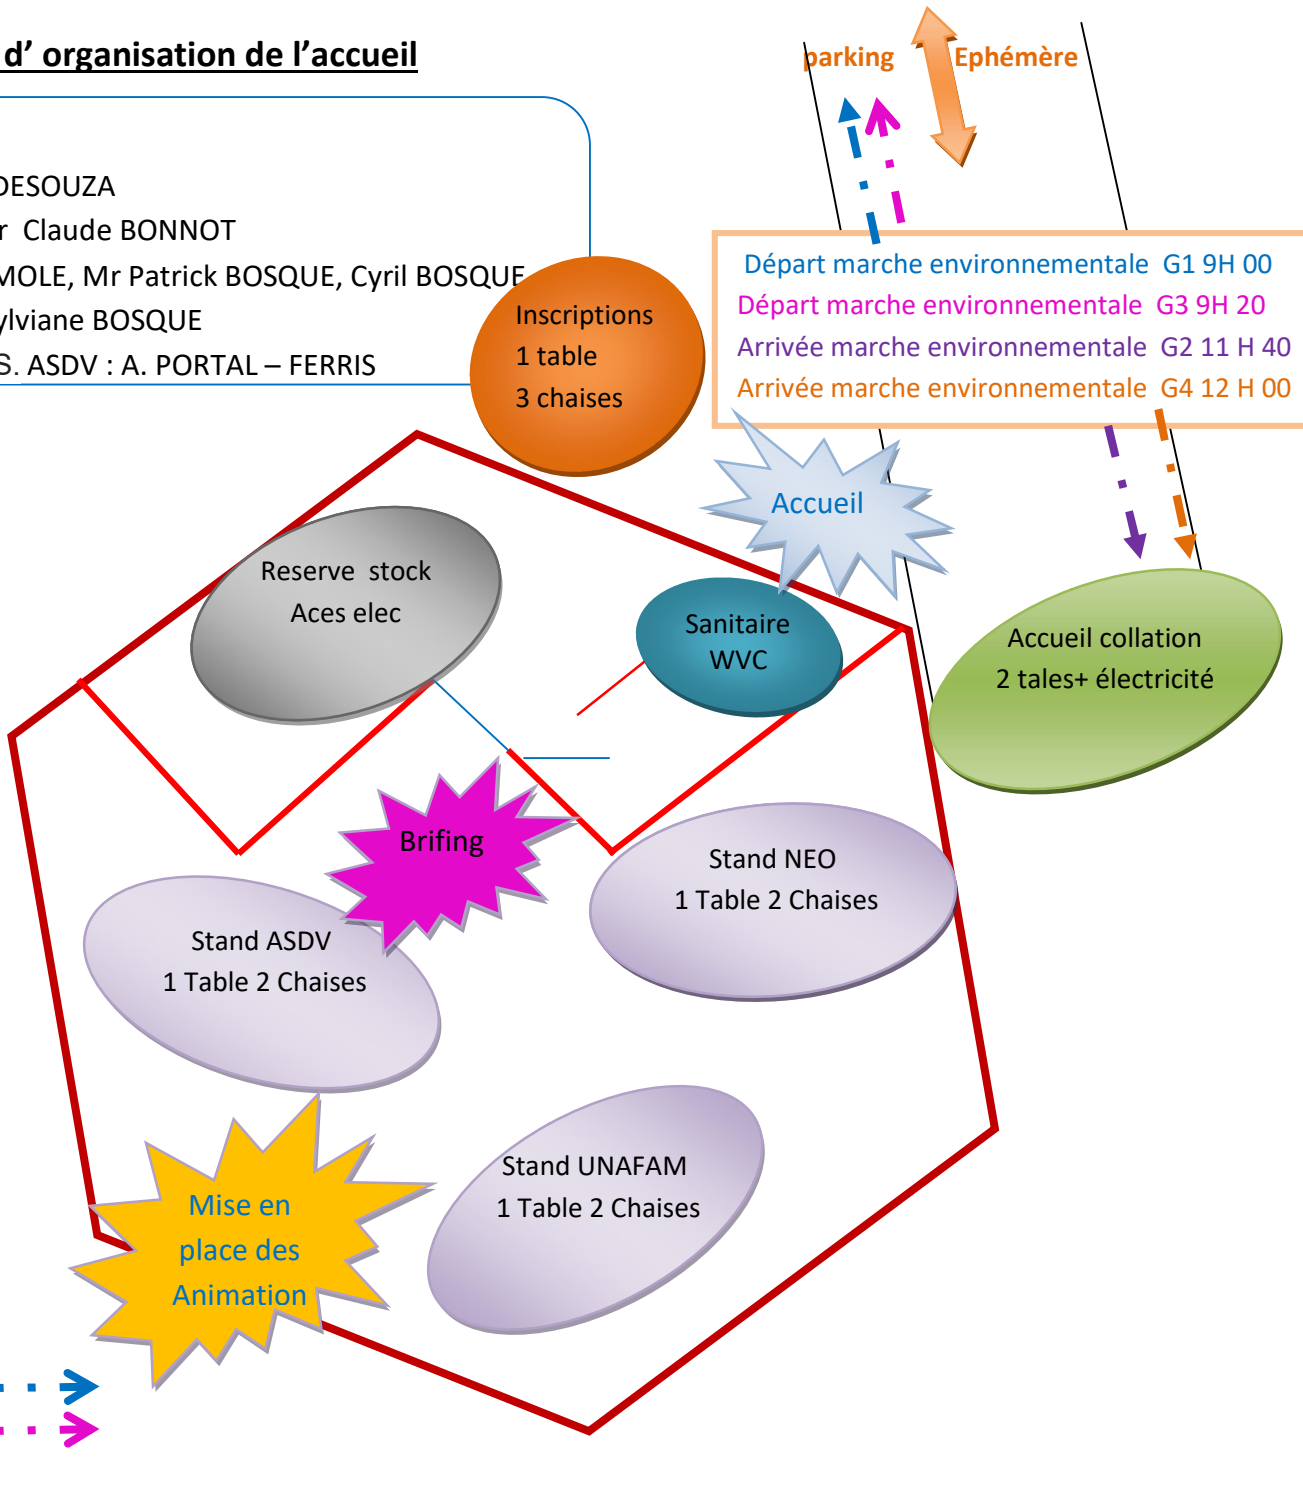 d’ organisation de l’accueil
parking Ephémère
DESOUZA
r Claude BONNOT
MOLE, Mr Patrick BOSQUE, Cyril BOSQUE
ylviane BOSQUE
S. ASDV : A. PORTAL – FERRIS
Inscriptions
1 table
3 chaises
Départ marche environnementale G1 9H 00
Départ marche environnementale G3 9H 20
Arrivée marche environnementale G2 11 H 40
Arrivée marche environnementale G4 12 H 00
Accueil
Reserve stock
Aces elec
Sanitaire
WVC
Accueil collation
2 tales+ électricité
Brifing
Stand NEO
1 Table 2 Chaises
Stand ASDV
1 Table 2 Chaises
Stand UNAFAM
1 Table 2 Chaises
Mise en
place des
Animation